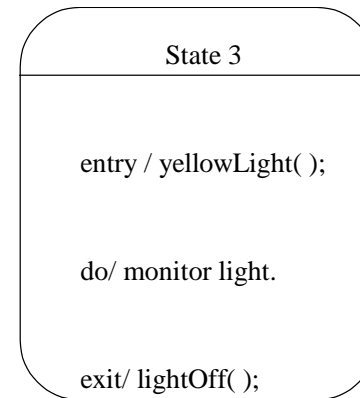 State 3
entry / yellowLight( );
do/ monitor light.
exit/ lightOff( );